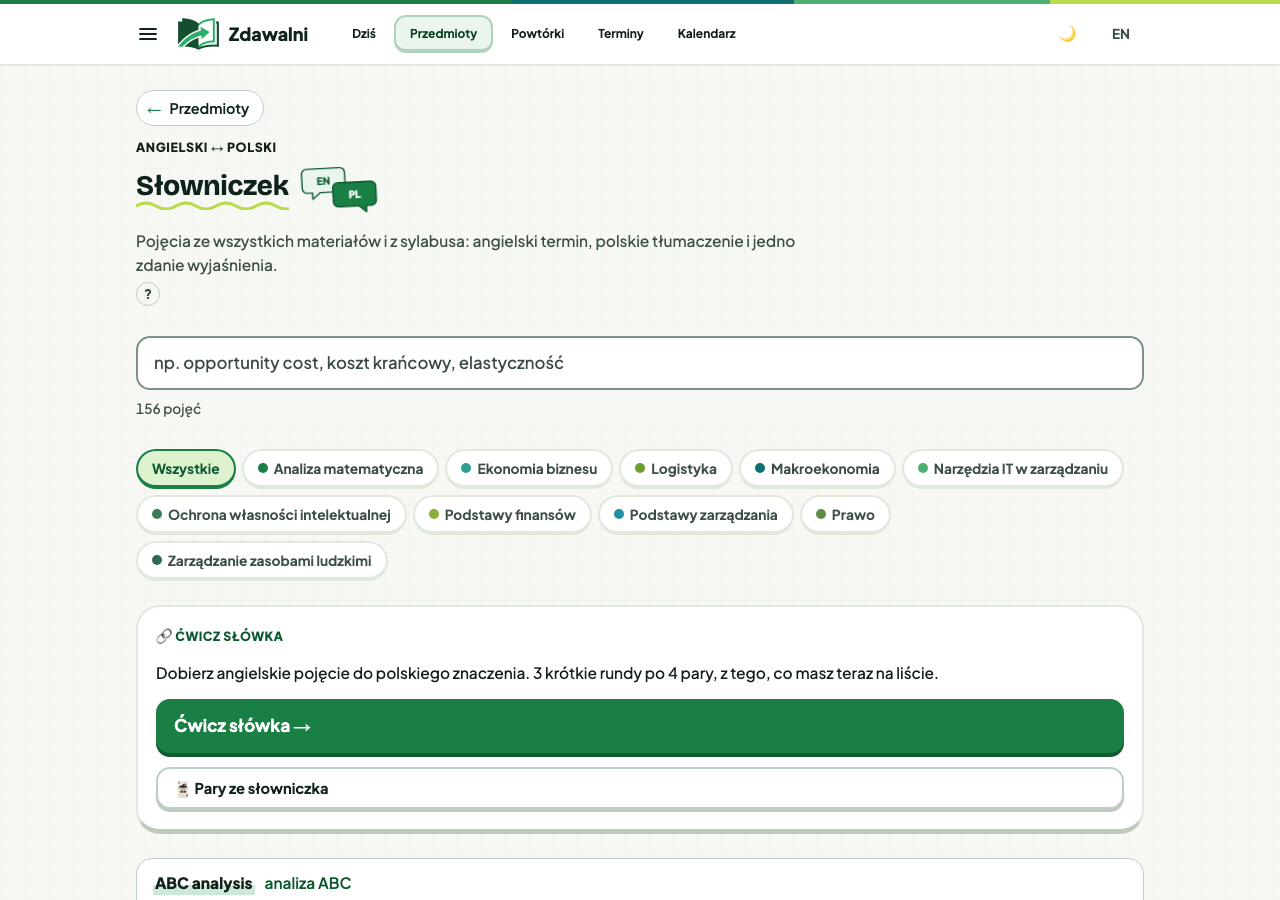 Zdawalni
Dziś
Przedmioty
Powtórki
Terminy
Kalendarz
EN
← Przedmioty
ANGIELSKI ↔ POLSKI
Słowniczek
EN
PL
Pojęcia ze wszystkich materiałów i z sylabusa: angielski termin, polskie tłumaczenie i jedno
zdanie wyjaśnienia.
?
np. opportunity cost, koszt krańcowy, elastyczność
156 pojęć
Wszystkie
Analiza matematyczna
Ekonomia biznesu
Logistyka
Makroekonomia
Narzędzia IT w zarządzaniu
Ochrona własności intelektualnej
Podstawy finansów
Podstawy zarządzania
Prawo
Zarządzanie zasobami ludzkimi
🔗 ĆWICZ SŁÓWKA
Dobierz angielskie pojęcie do polskiego znaczenia. 3 krótkie rundy po 4 pary, z tego, co masz teraz na liście.
Ćwicz słówka →
🃏 Pary ze słowniczka
ABC analysis analiza ABC